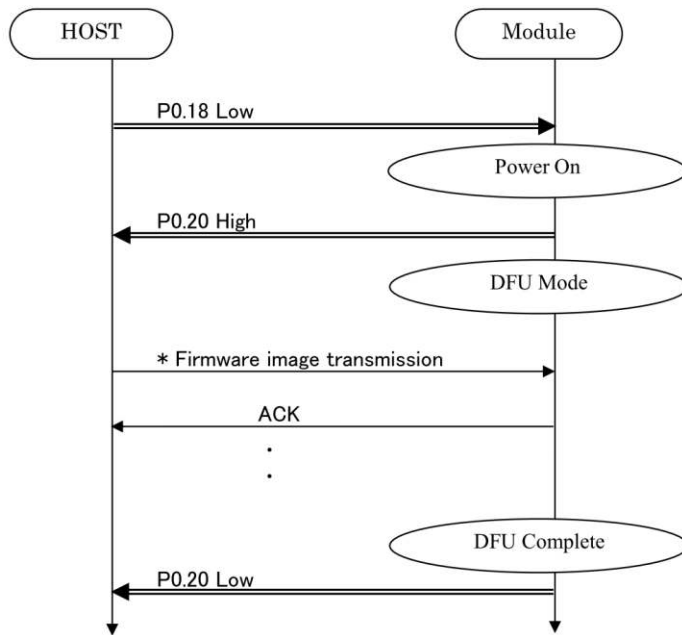 HOST
Module
P0.18 Low
Power On
P0.20 High
DFU Mode
* Firmware image transmission
ACK
DFU Complete
P0.20 Low